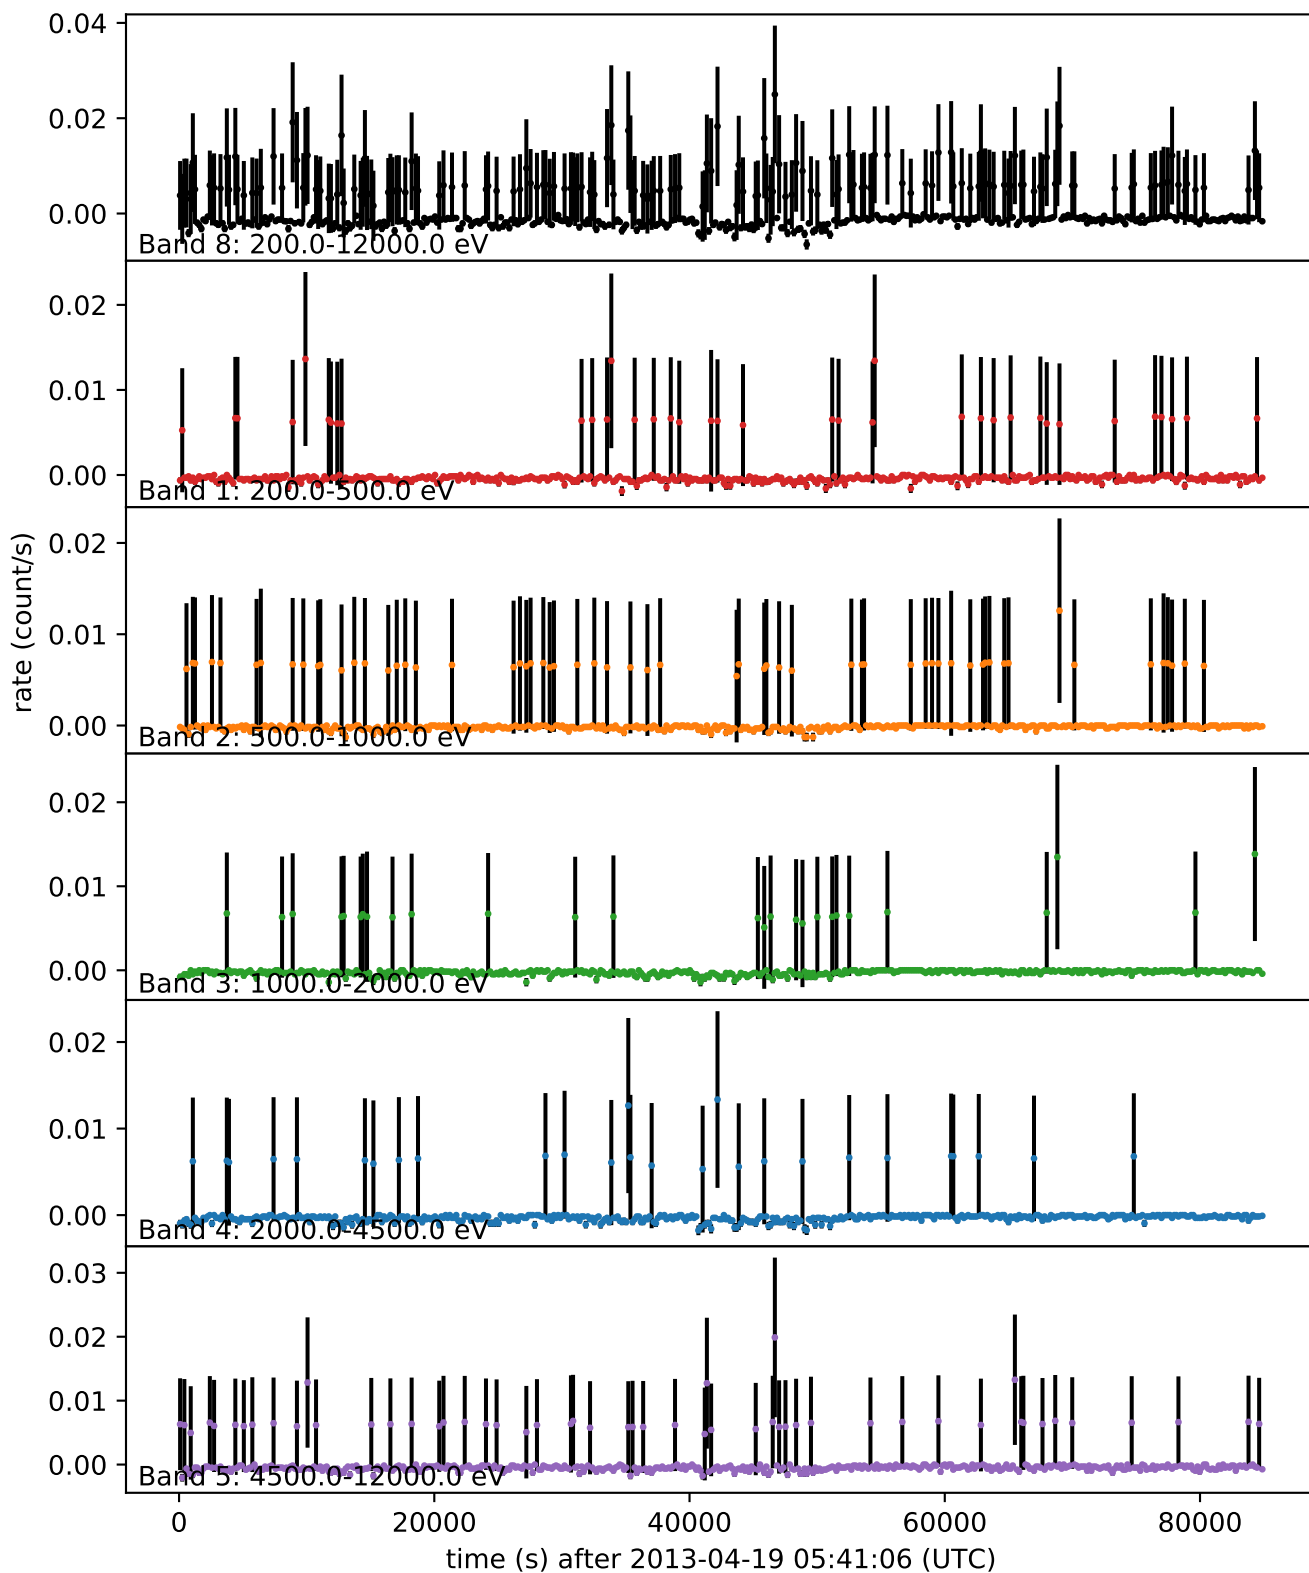 0.04
0.02
0.00
Band 8: 200.0-12000.0 eV
0.02
0.01
0.00
Band 1: 200.0-500.0 eV
rate (count/s)
0.02
0.01
0.00
Band 2: 500.0-1000.0 eV
0.02
0.01
0.00
Band 3: 1000.0-2000.0 eV
0.02
0.01
0.00
Band 4: 2000.0-4500.0 eV
0.03
0.02
0.01
0.00
Band 5: 4500.0-12000.0 eV
0 20000 40000 60000 80000
time (s) after 2013-04-19 05:41:06 (UTC)